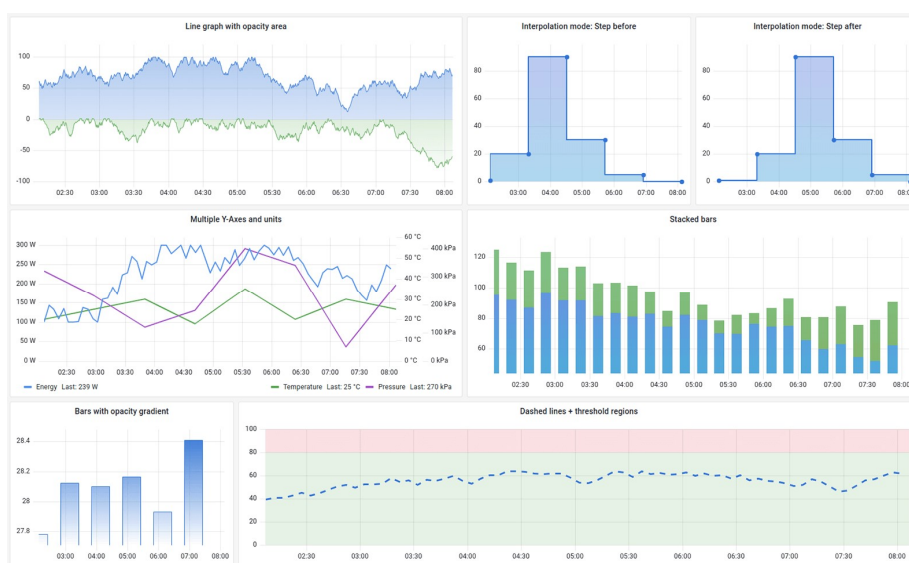 Line graph with opacity area
100
50
0
-50
-100
02:30 03:00 03:30 04:00 04:30 05:00 05:30 06:00 06:30 07:00 07:30 08:00
Interpolation mode: Step before
80
60
40
20
0
03:00 04:00 05:00 06:00 07:00 08:00
Interpolation mode: Step after
80
60
40
20
0
03:00 04:00 05:00 06:00 07:00 08:0
Multiple Y-Axes and units
300 W
250 W
200 W
150 W
100 W
50 W
0 W
60 °C
50 °C
40 °C
30 °C
20 °C
10 °C
0 °C
400 kPa
300 kPa
200 kPa
100 kPa
0 kPa
02:30 03:00 03:30 04:00 04:30 05:00 05:30 06:00 06:30 07:00 07:30 08:00
Energy Last: 239 W
Temperature Last: 25 °C
Pressure Last: 270 kPa
Stacked bars
120
100
80
60
02:30 03:00 03:30 04:00 04:30 05:00 05:30 06:00 06:30 07:00 07:30 08:00
Bars with opacity gradient
28.4
28.2
28
27.8
03:00 04:00 05:00 06:00 07:00 08:00
Dashed lines + threshold regions
100
80
60
40
20
0
02:30 03:00 03:30 04:00 04:30 05:00 05:30 06:00 06:30 07:00 07:30 08:00